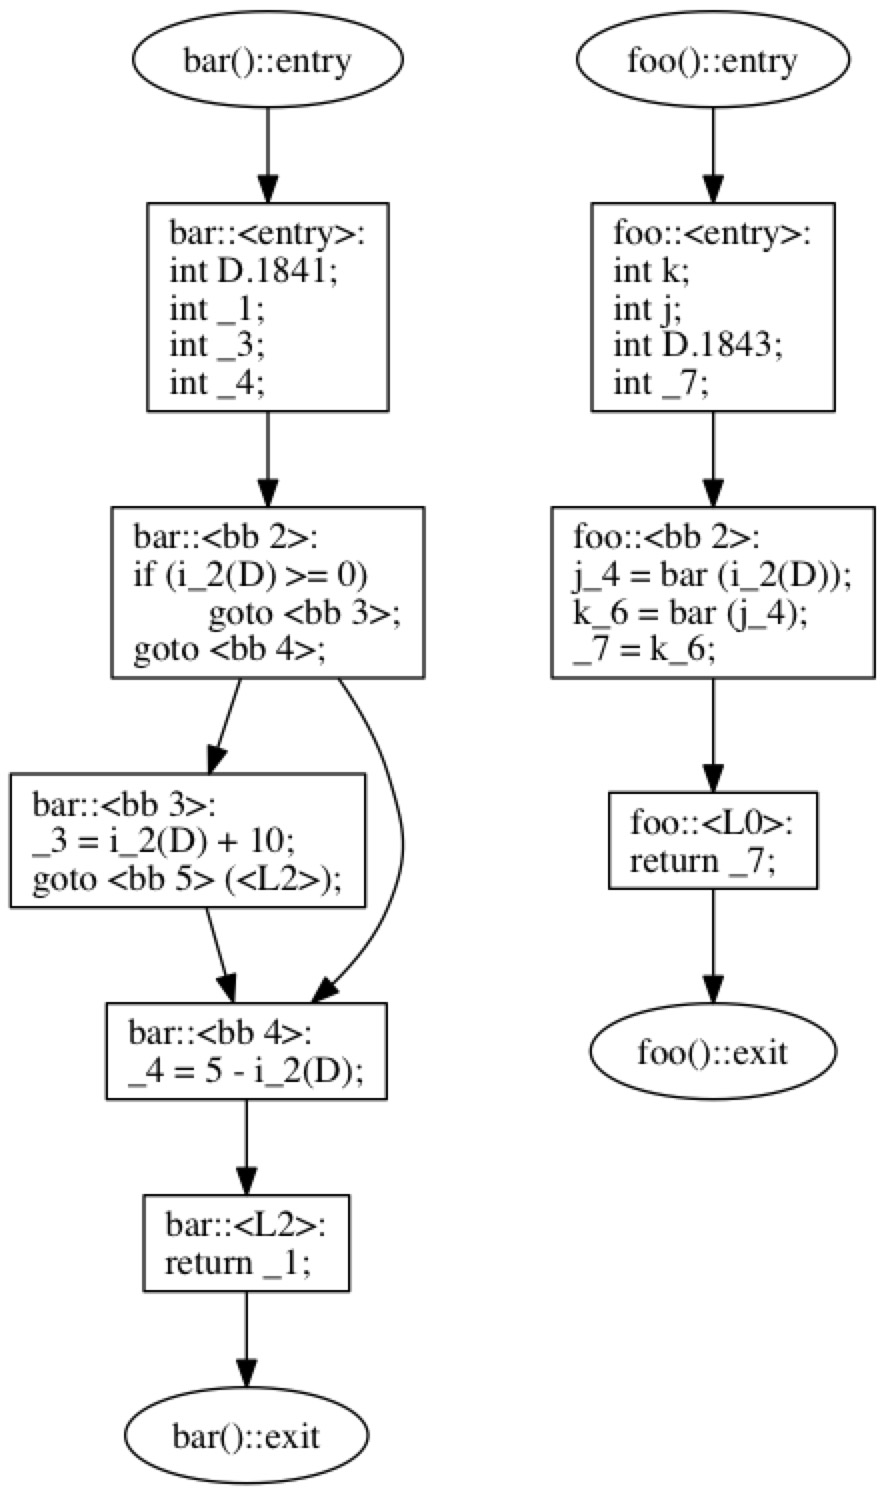 bar()::entry
bar::<entry>:
int D.1841;
int _1;
int _3;
int _4;
bar::<bb 2>:
if (i_2(D) >= 0)
goto <bb 3>;
goto <bb 4>;
bar::<bb 3>:
_3 = i_2(D) + 10;
goto <bb 5> (<L2>);
bar::<bb 4>:
_4 = 5 - i_2(D);
bar::<L2>:
return _1;
bar()::exit
foo()::entry
foo::<entry>:
int k;
int j;
int D.1843;
int _7;
foo::<bb 2>:
j_4 = bar (i_2(D));
k_6 = bar (j_4);
_7 = k_6;
foo::<L0>:
return _7;
foo()::exit